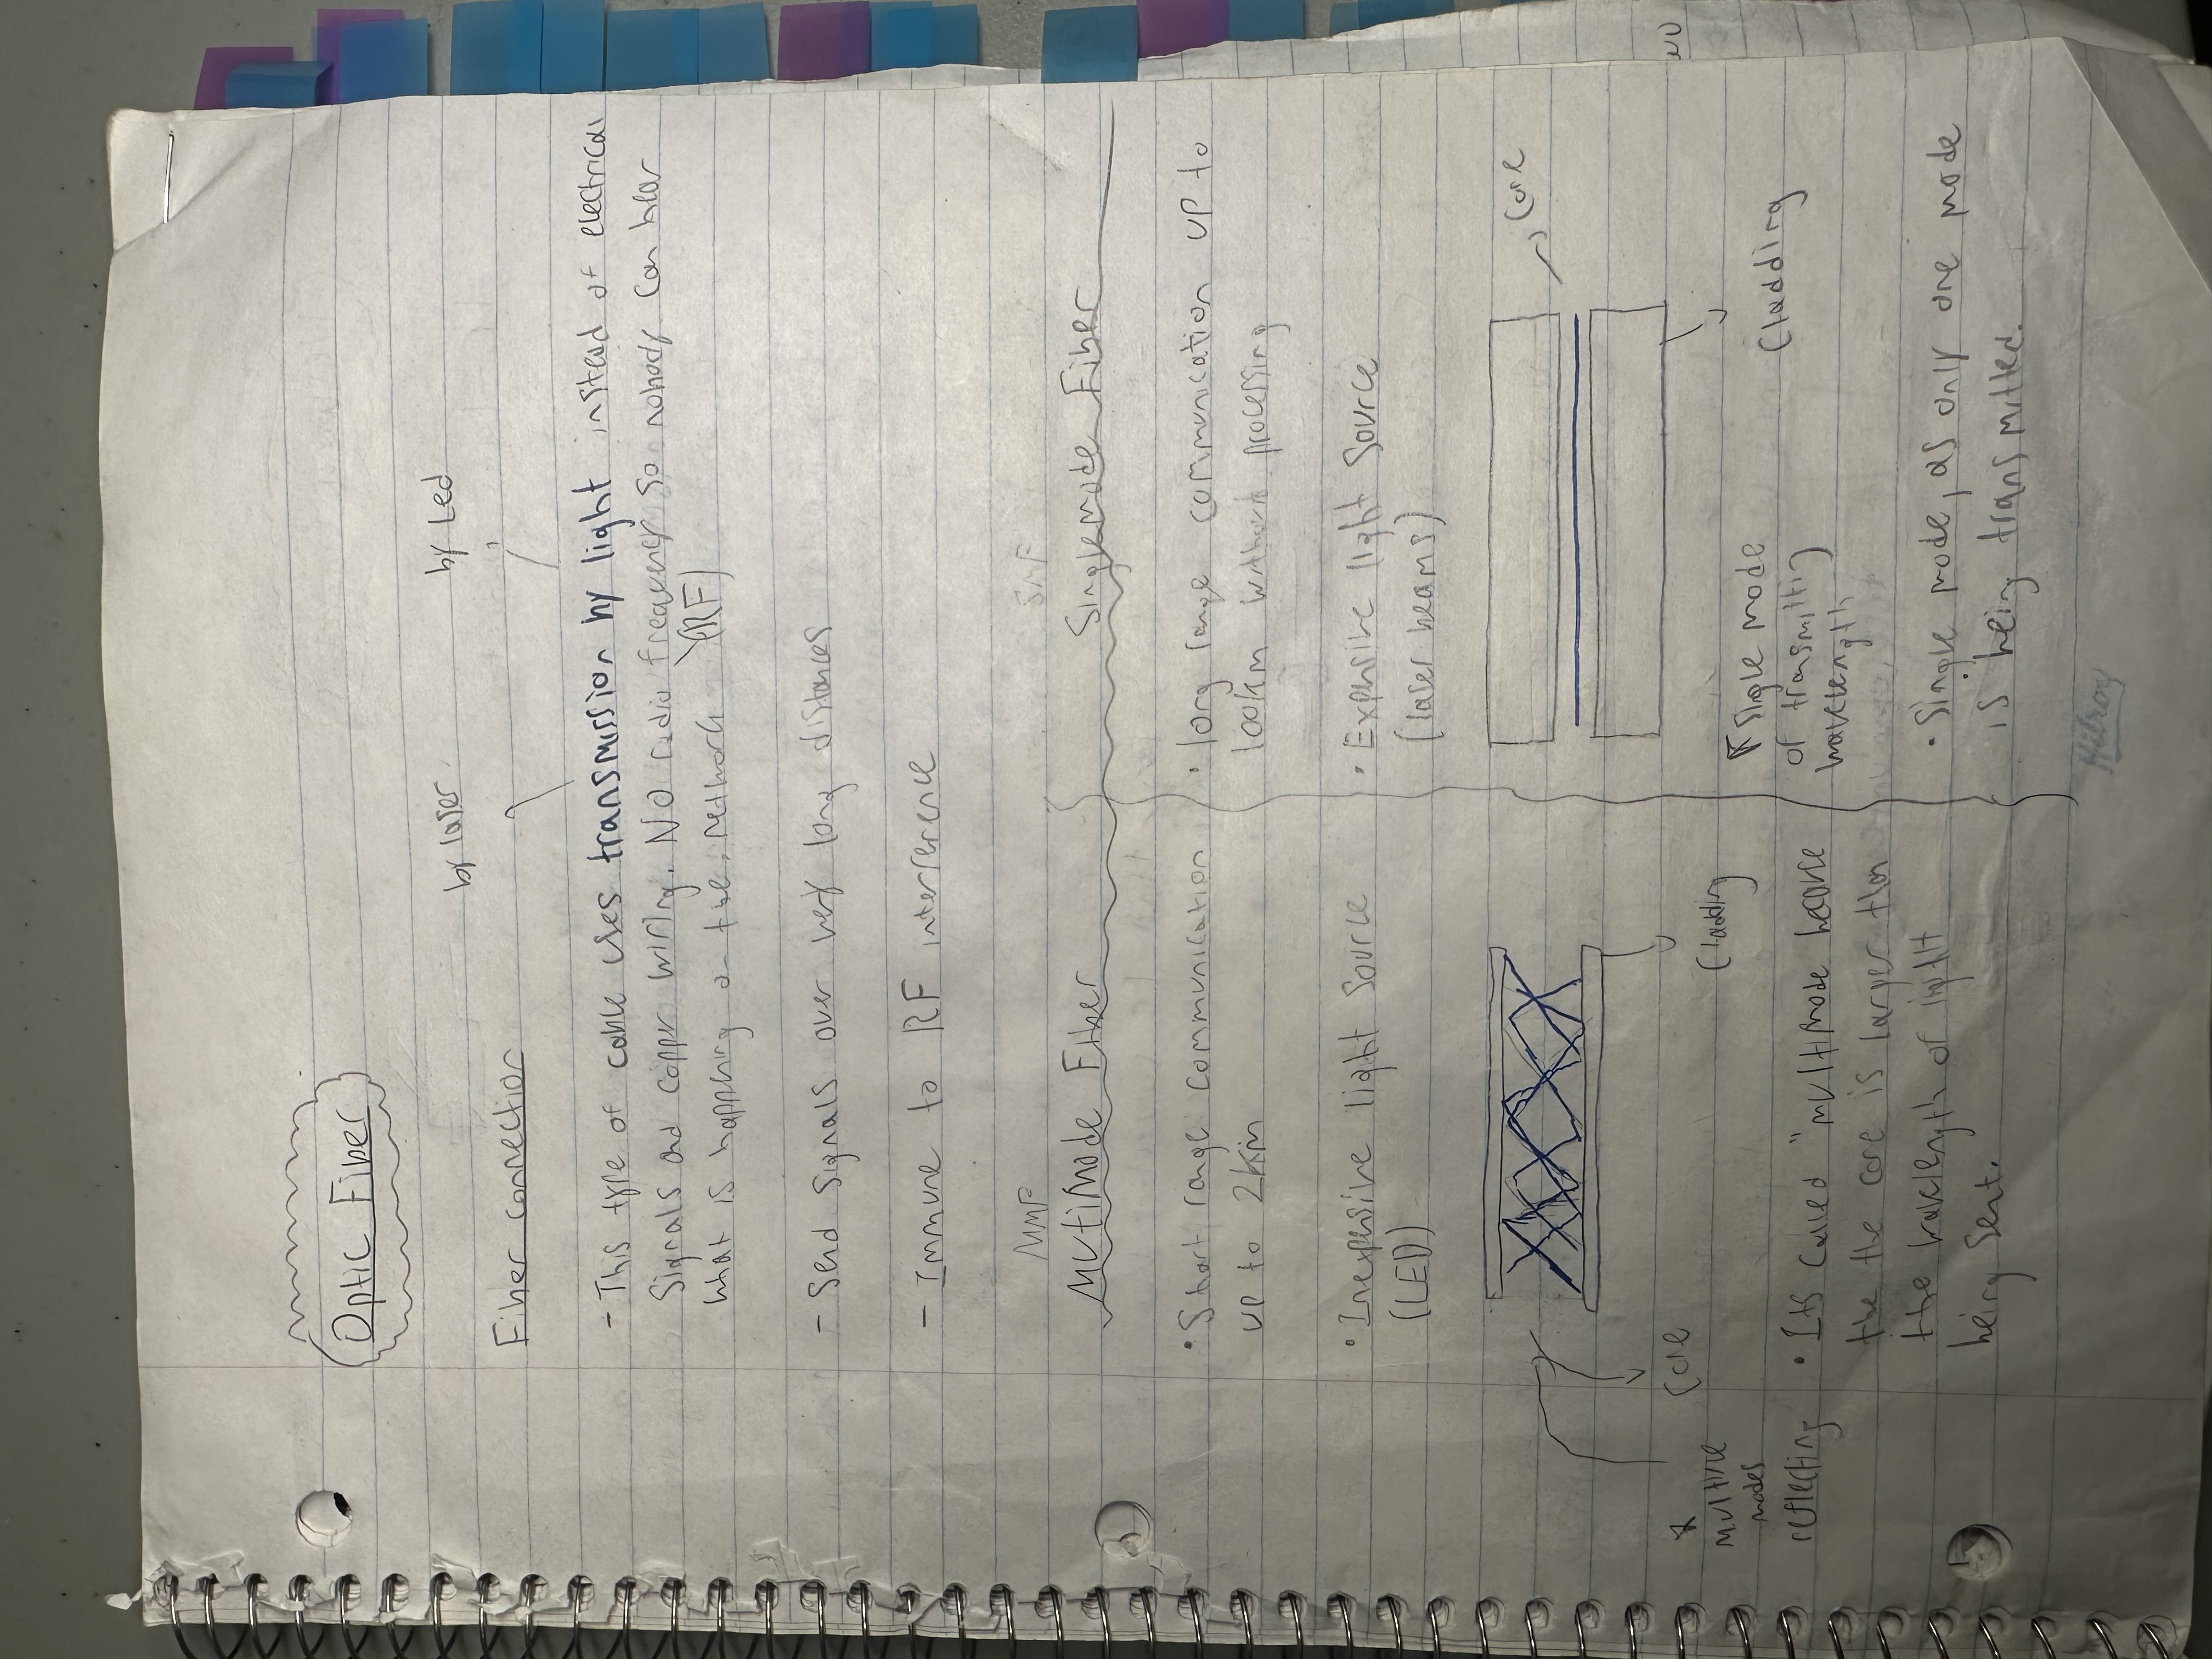 Optic Fiber
by laser
by Led
Fiber connection
- This type of cable uses transmission by light instead of electrical
signals and copper wiring. NO radio frequency so nobody can hear
what is happening on the network (RF)
- Send signals over very long distances
- Immune to RF interference
MMF
MutiMode Fiber
SMF
Singlemode Fiber
• Short range communication
up to 2km
• Inexpensive light source
(LED)
Core
Cladding
multiple
modes
reflecting
• Its called "multimode because
the the core is larger than
the wavelength of
being sent.
• long range communication up to
100km without processing
• Expensive light source
(laser beams)
Core
Cladding
Single mode
of transmitting
wavelength
• Single mode, as only one mode
is being transmitted.
Hilroy